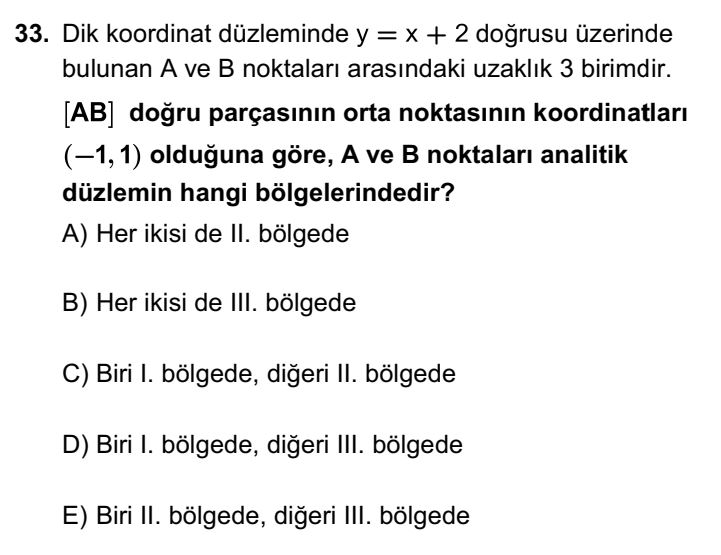 33. Dik koordinat düzleminde y = x + 2 doğrusu üzerinde
bulunan A ve B noktaları arasındaki uzaklık 3 birimdir.
[AB] doğru parçasının orta noktasının koordinatları
(−1, 1) olduğuna göre, A ve B noktaları analitik
düzlemin hangi bölgelerindedir?
A) Her ikisi de II. bölgede
B) Her ikisi de III. bölgede
C) Biri I. bölgede, diğeri II. bölgede
D) Biri I. bölgede, diğeri III. bölgede
E) Biri II. bölgede, diğeri III. bölgede